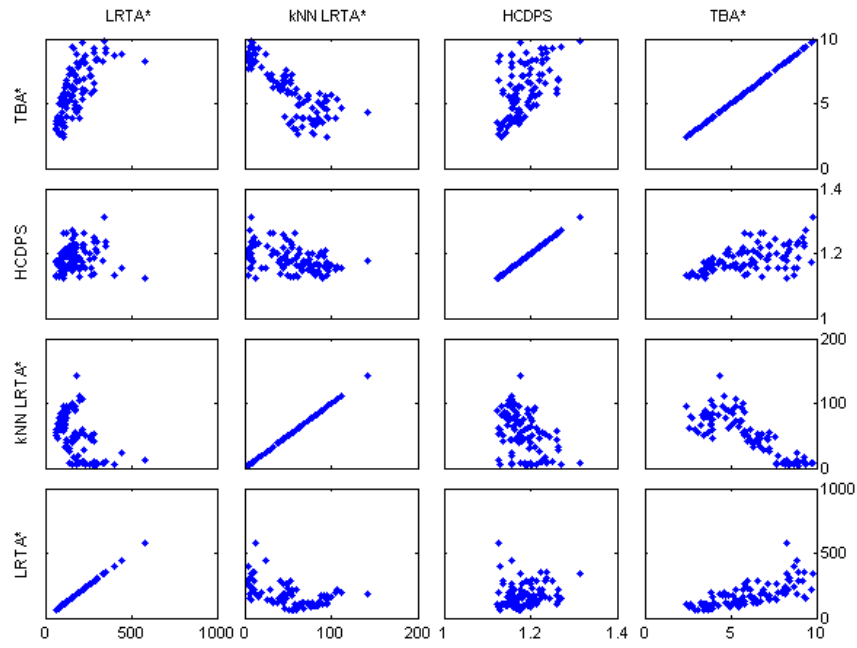 LRTA* kNN LRTA* HCDPS TBA*
TBA*
10
5
0
HCDPS
1.4
1.2
1
kNN LRTA*
200
100
0
LRTA*
1000
500
0
0 500 1000 0 100 200 1 1.2 1.4 0 5 10